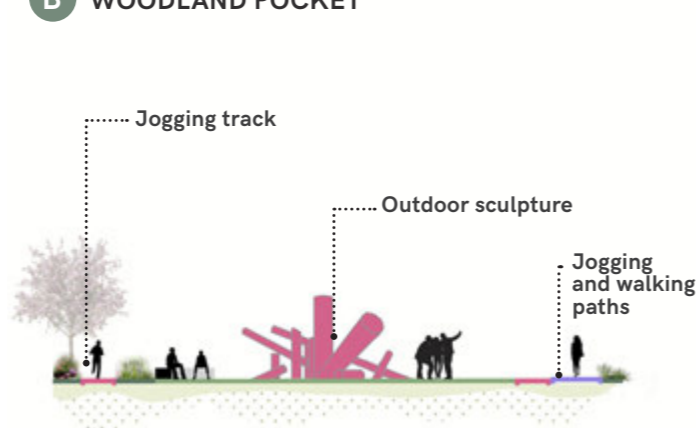 B WOODLAND POCKET
Jogging track
Outdoor sculpture
Jogging
and walking
paths